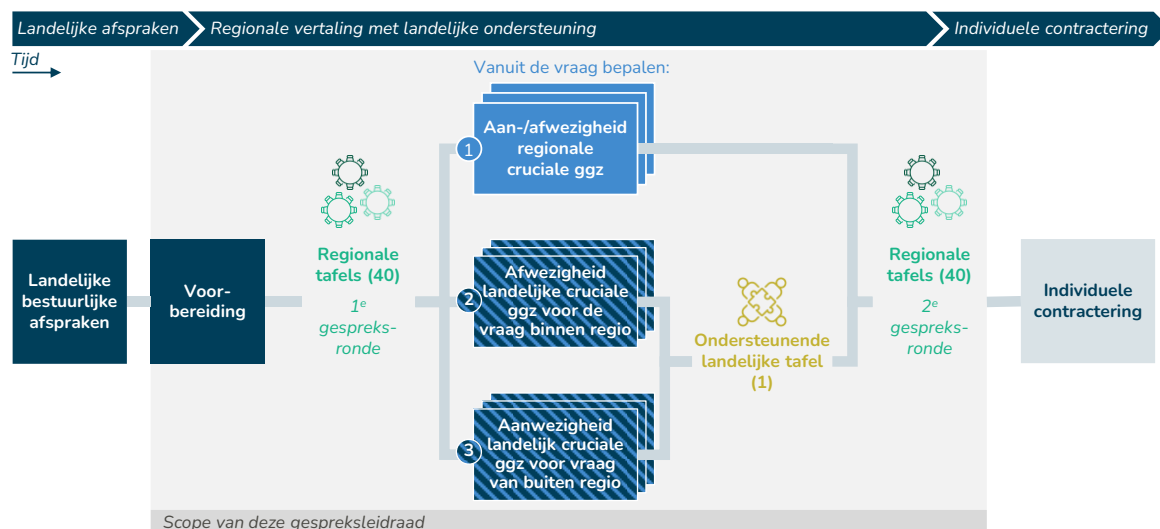 Landelijke afspraken
Regionale vertaling met landelijke ondersteuning
Individuele contractering
Tijd
Vanuit de vraag bepalen:
1
Aan-/afwezigheid
regionale
cruciale ggz
Landelijke
bestuurlijke
afspraken
Voor-
bereiding
Regionale
tafels (40)
1e
gespreks-
ronde
2
Afwezigheid
landelijke cruciale
ggz voor de
vraag binnen regio
3
Aanwezigheid
landelijk cruciale
ggz voor vraag
van buiten regio
Ondersteunende
landelijke tafel
(1)
Regionale
tafels (40)
2e
gespreks-
ronde
Individuele
contractering
Scope van deze gespreksleidraad